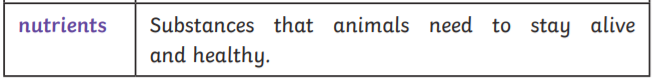 nutrients
Substances that animals need to stay alive
and healthy.